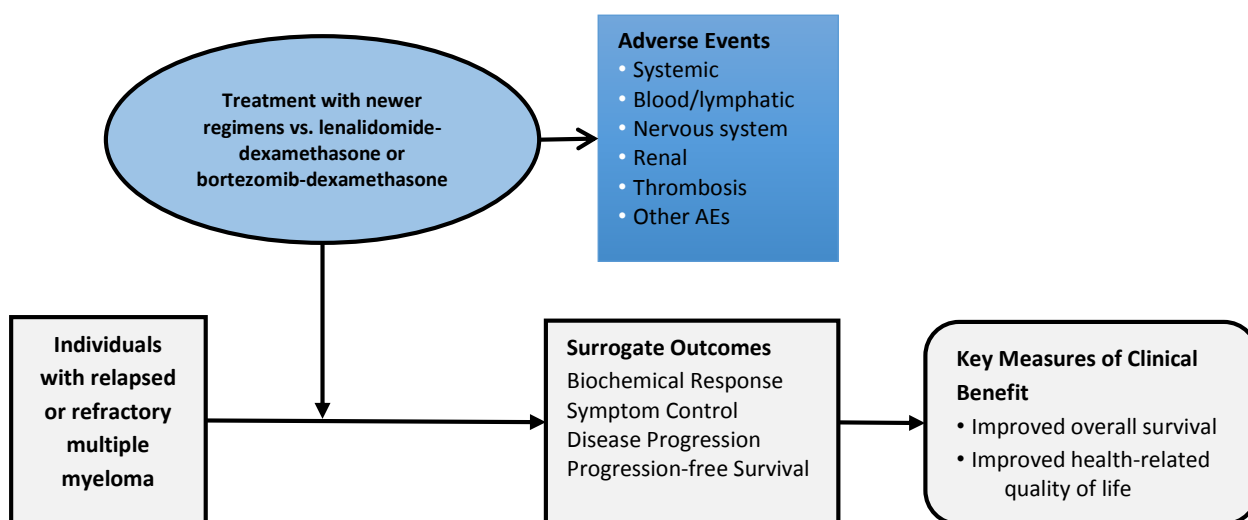 Treatment with newer
regimens vs. lenalidomide-
dexamethasone or
bortezomib-dexamethasone
Adverse Events
• Systemic
• Blood/lymphatic
• Nervous system
• Renal
• Thrombosis
• Other AEs
Individuals
with relapsed
or refractory
multiple
myeloma
Surrogate Outcomes
Biochemical Response
Symptom Control
Disease Progression
Progression-free Survival
Key Measures of Clinical
Benefit
• Improved overall survival
• Improved health-related
quality of life